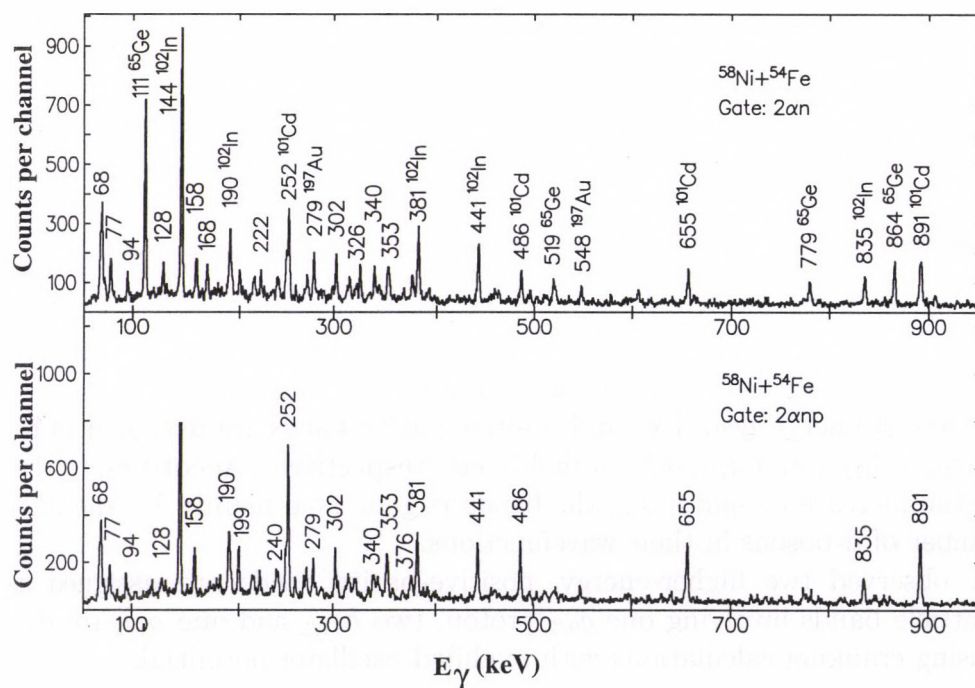 Counts per channel
900
700
500
300
100
68
77
94
111 ⁶⁵Ge
128
144 ¹⁰²In
158
168
190 ¹⁰²In
222
252 ¹⁰¹Cd
279 ¹⁹⁷Au
302
326
340
353
381 ¹⁰²In
441 ¹⁰²In
486 ¹⁰¹Cd
519 ⁶⁵Ge
548 ¹⁹⁷Au
655 ¹⁰¹Cd
779 ⁶⁵Ge
835 ¹⁰²In
864 ⁶⁵Ge
891 ¹⁰¹Cd
⁵⁸Ni+⁵⁴Fe
Gate: 2αn
100 300 500 700 900
Counts per channel
1000
600
200
68
77
94
128
158
190
199
240
252
279
302
340
353
376
381
441
486
655
835
891
⁵⁸Ni+⁵⁴Fe
Gate: 2αnp
100 300 500 700 900
Eγ (keV)